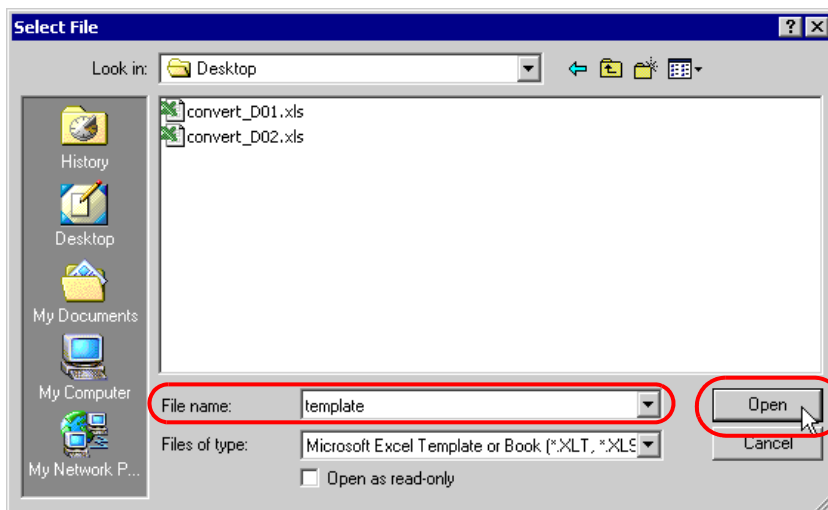 Select File
Look in:
Desktop
convert_D01.xls
convert_D02.xls
History
Desktop
My Documents
My Computer
My Network P...
File name:
template
Open
Files of type:
Microsoft Excel Template or Book (*.XLT, *.XLS
Cancel
Open as read-only